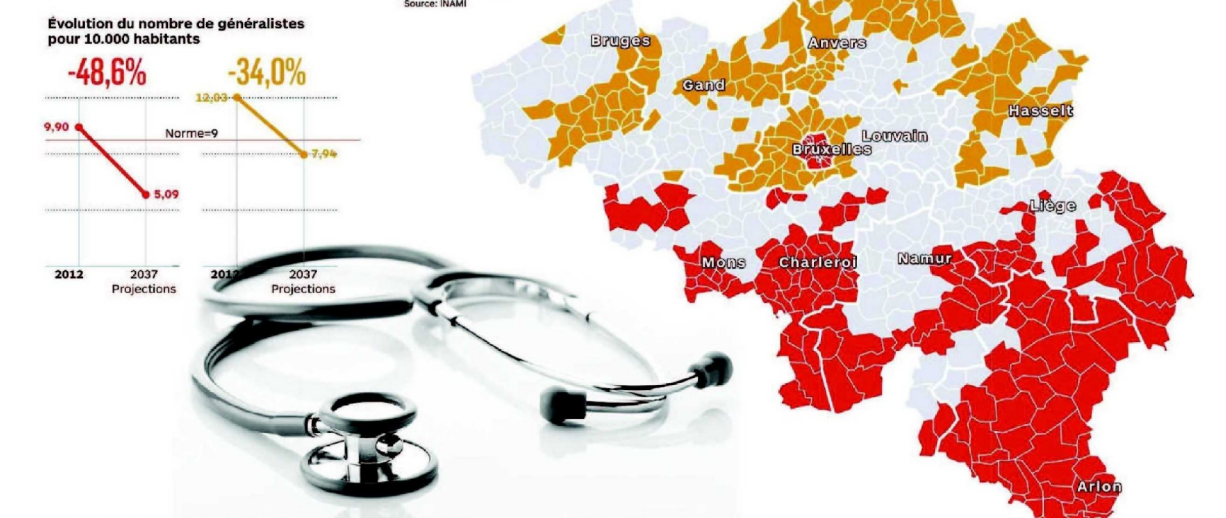 Source: INAMI
Évolution du nombre de généralistes
pour 10.000 habitants
-48,6%
-34,0%
12,03
9,90
Norme=9
7,94
5,09
2012
2037
2012
2037
Projections
Projections
Bruges
Anvers
Gand
Hasselt
Louvain
Bruxelles
Liège
Mons
Charleroi
Namur
Arlon